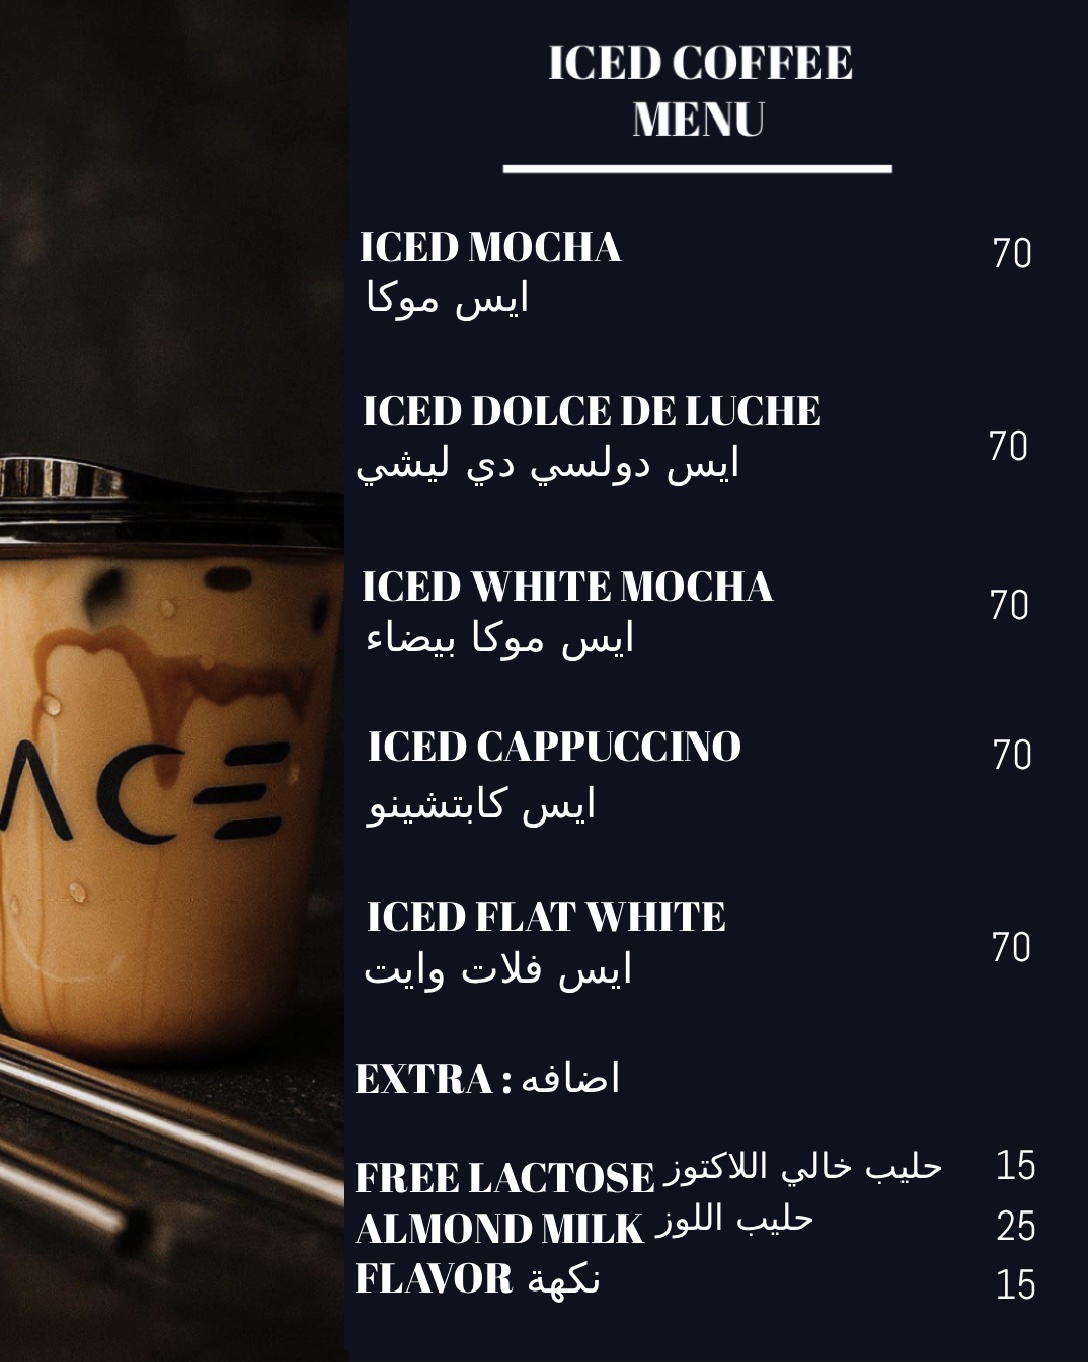 ICED COFFEE
MENU
ICED MOCHA 70
ايس موكا
ICED DOLCE DE LUCHE 70
ايس دولسي دي ليشي
ICED WHITE MOCHA 70
ايس موكا بيضاء
ICED CAPPUCCINO 70
ايس كابتشينو
ICED FLAT WHITE 70
ايس فلات وايت
EXTRA : اضافه
FREE LACTOSE حليب خالي اللاكتوز 15
ALMOND MILK حليب اللوز 25
FLAVOR نكهة 15
ACE